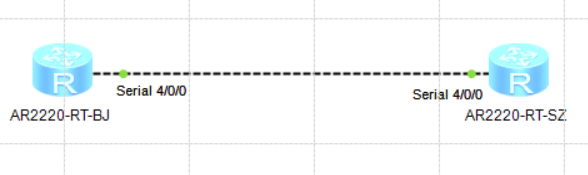 R
R
Serial 4/0/0
Serial 4/0/0
AR2220-RT-BJ
AR2220-RT-SZ